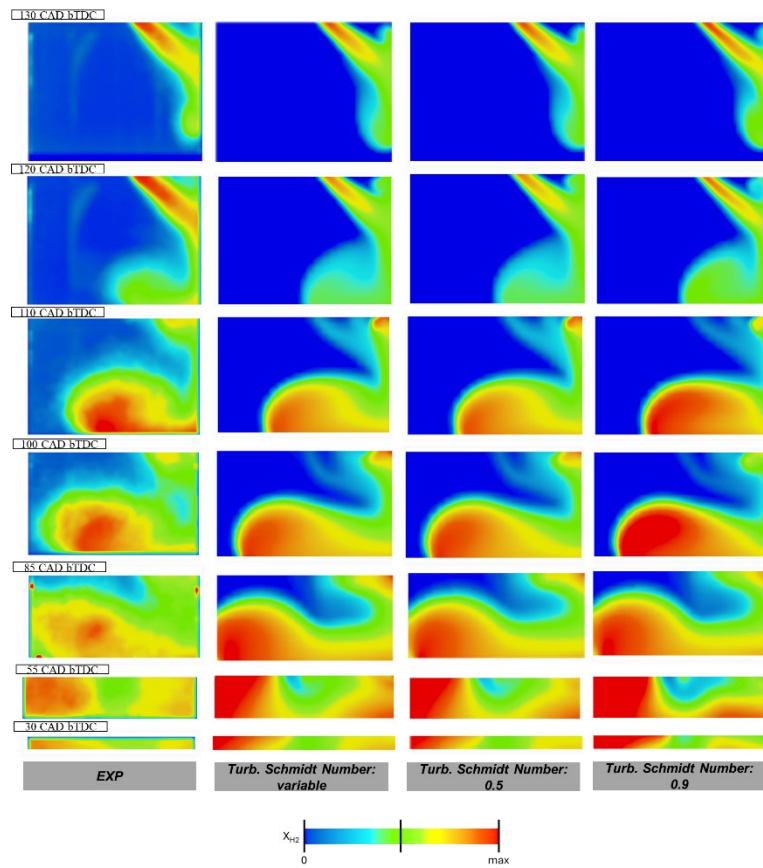 130 CAD bTDC
120 CAD bTDC
110 CAD bTDC
100 CAD bTDC
85 CAD bTDC
55 CAD bTDC
30 CAD bTDC
EXP
Turb. Schmidt Number:
variable
Turb. Schmidt Number:
0.5
Turb. Schmidt Number:
0.9
XH2
0
max